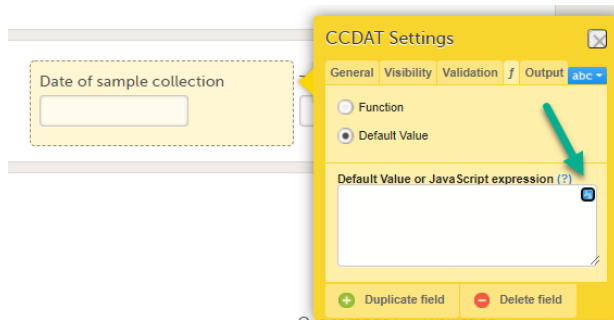 CCDAT Settings
Date of sample collection
General Visibility Validation ƒ Output abc
Function
Default Value
Default Value or JavaScript expression (?)
Duplicate field Delete field